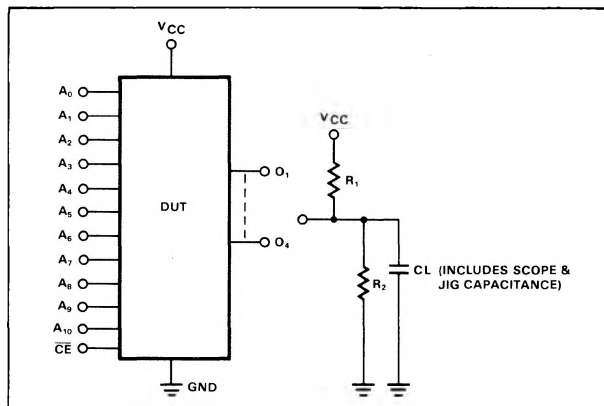 VCC
A0
A1
A2
A3
A4
A5
A6
A7
A8
A9
A10
CE
DUT
O1
O4
GND
VCC
R1
R2
CL (INCLUDES SCOPE &
JIG CAPACITANCE)